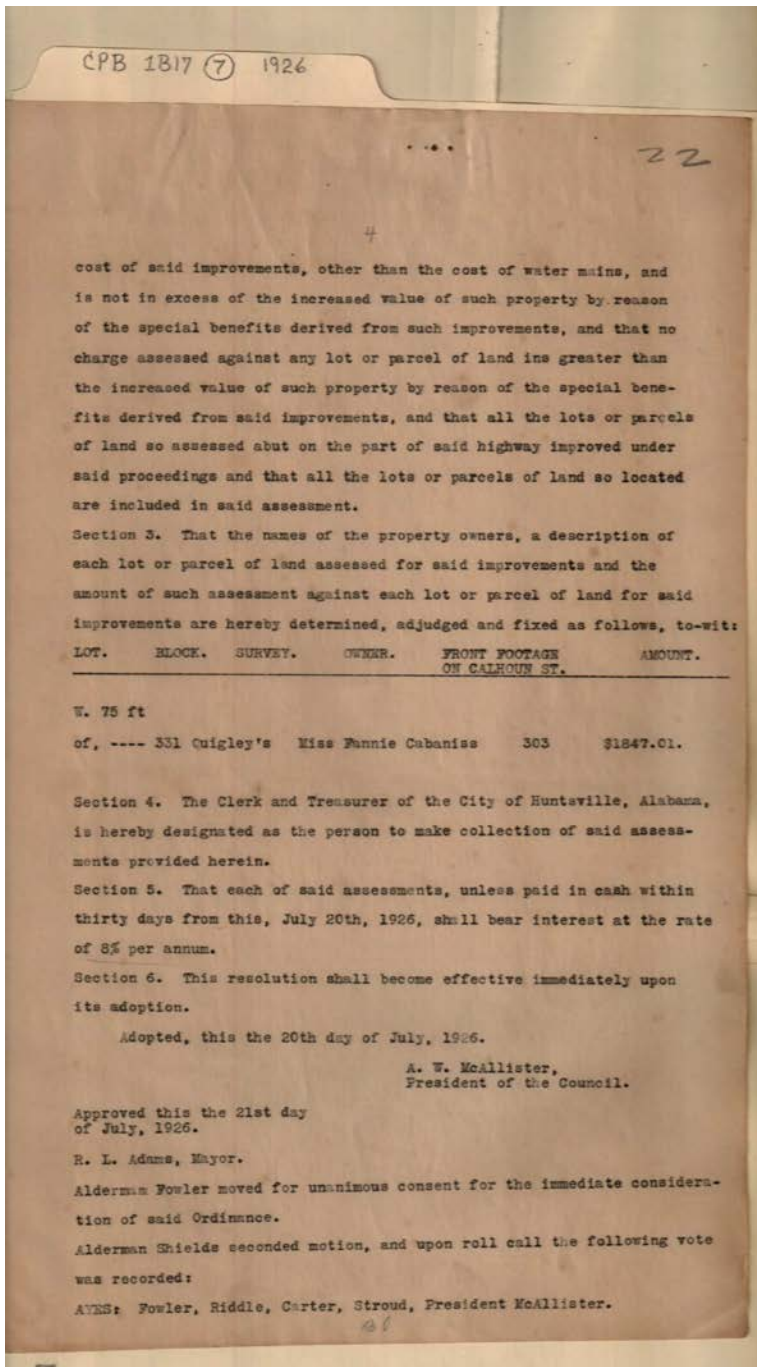 CPB 1B17 7 1926
22
4
cost of said improvements, other than the cost of water mains, and
is not in excess of the increased value of such property by reason
of the special benefits derived from such improvements, and that no
charge assessed against any lot or parcel of land ins greater than
the increased value of such property by reason of the special bene-
fits derived from said improvements, and that all the lots or parcels
of land so assessed abut on the part of said highway improved under
said proceedings and that all the lots or parcels of land so located
are included in said assessment.
Section 3. That the names of the property owners, a description of
each lot or parcel of land assessed for said improvements and the
amount of such assessment against each lot or parcel of land for said
improvements are hereby determined, adjudged and fixed as follows, to-wit:
LOT. BLOCK. SURVEY. OWNER. FRONT FOOTAGE AMOUNT.
ON CALHOUN ST.
W. 75 ft
of, ---- 331 Quigley's Miss Fannie Cabaniss 303 $1847.01.
Section 4. The Clerk and Treasurer of the City of Huntsville, Alabama,
is hereby designated as the person to make collection of said assess-
ments provided herein.
Section 5. That each of said assessments, unless paid in cash within
thirty days from this, July 20th, 1926, shall bear interest at the rate
of 8% per annum.
Section 6. This resolution shall become effective immediately upon
its adoption.
Adopted, this the 20th day of July, 1926.
A. W. McAllister,
President of the Council.
Approved this the 21st day
of July, 1926.
R. L. Adams, Mayor.
Alderman Fowler moved for unanimous consent for the immediate considera-
tion of said Ordinance.
Alderman Shields seconded motion, and upon roll call the following vote
was recorded:
AYES: Fowler, Riddle, Carter, Stroud, President McAllister.